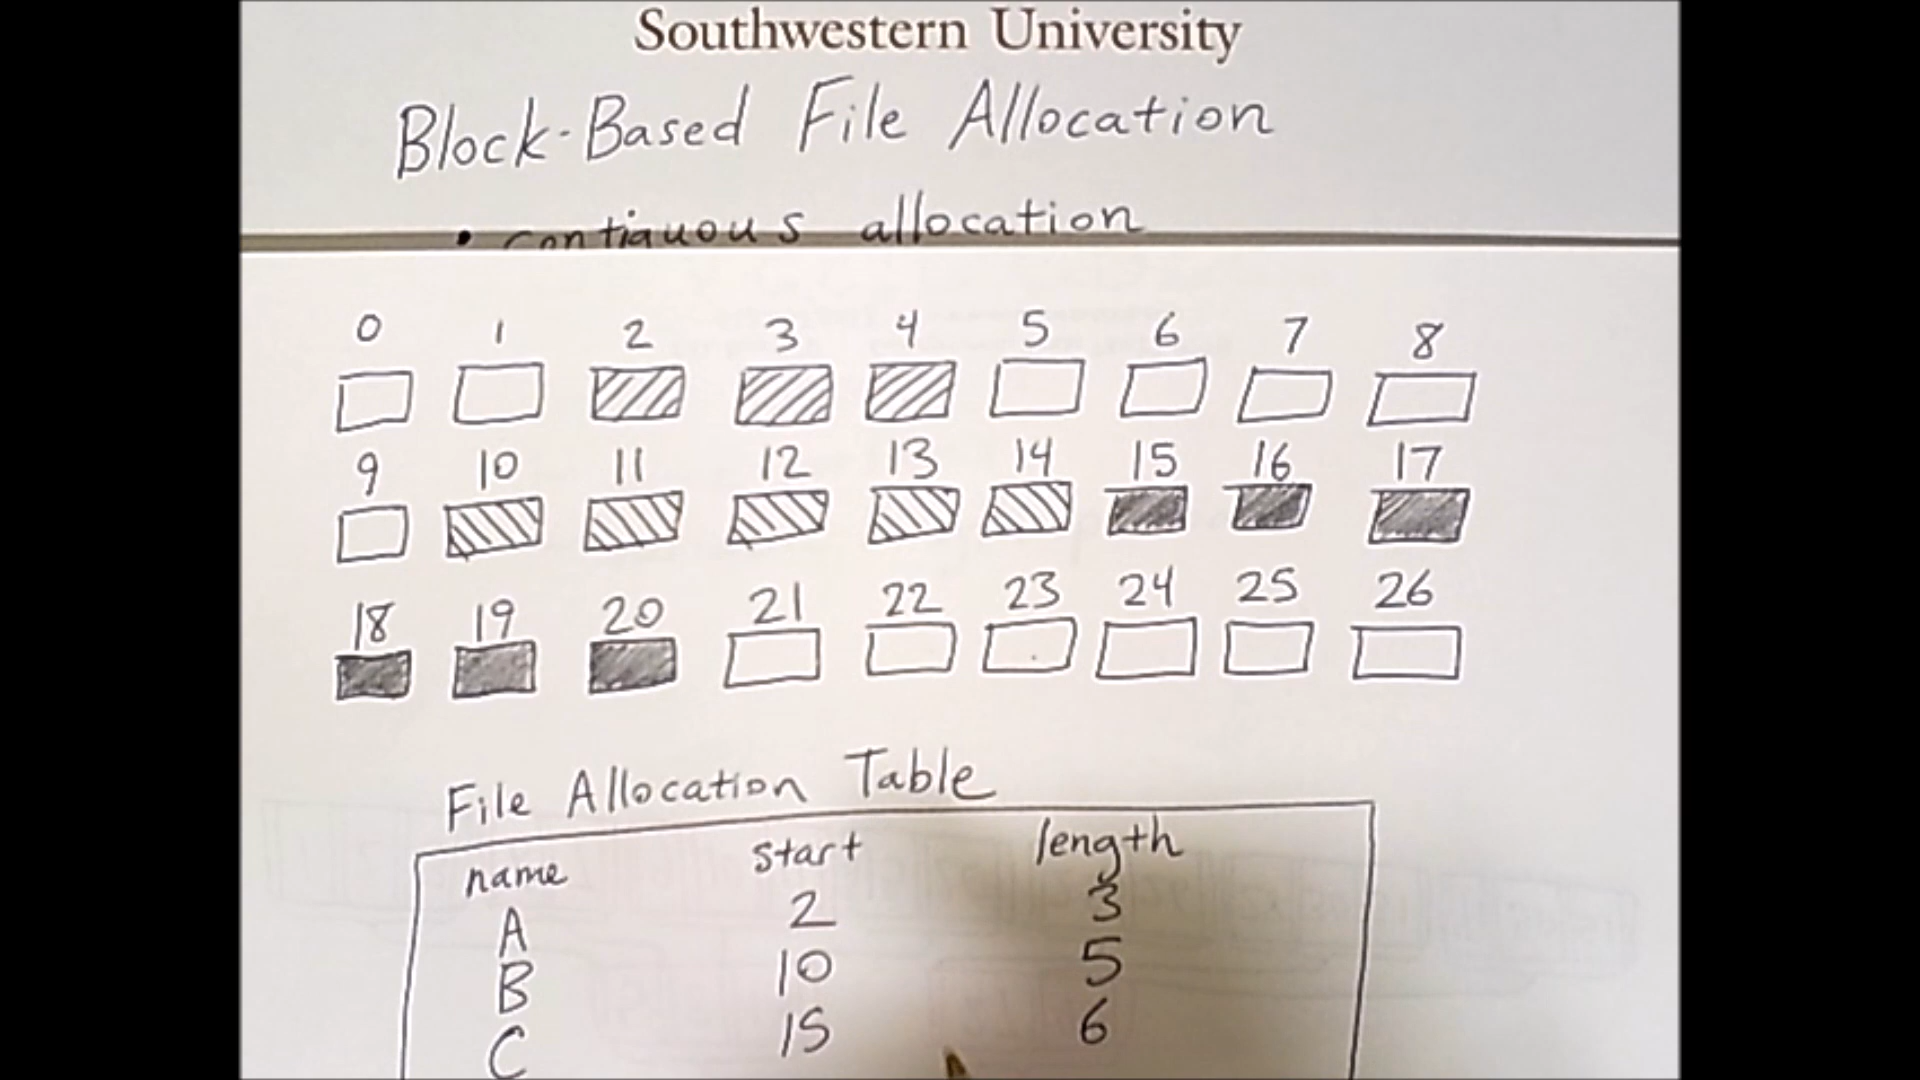 Southwestern University
Block-Based File Allocation
• contiguous allocation
0 1 2 3 4 5 6 7 8
9 10 11 12 13 14 15 16 17
18 19 20 21 22 23 24 25 26
File Allocation Table
name start length
A 2 3
B 10 5
C 15 6